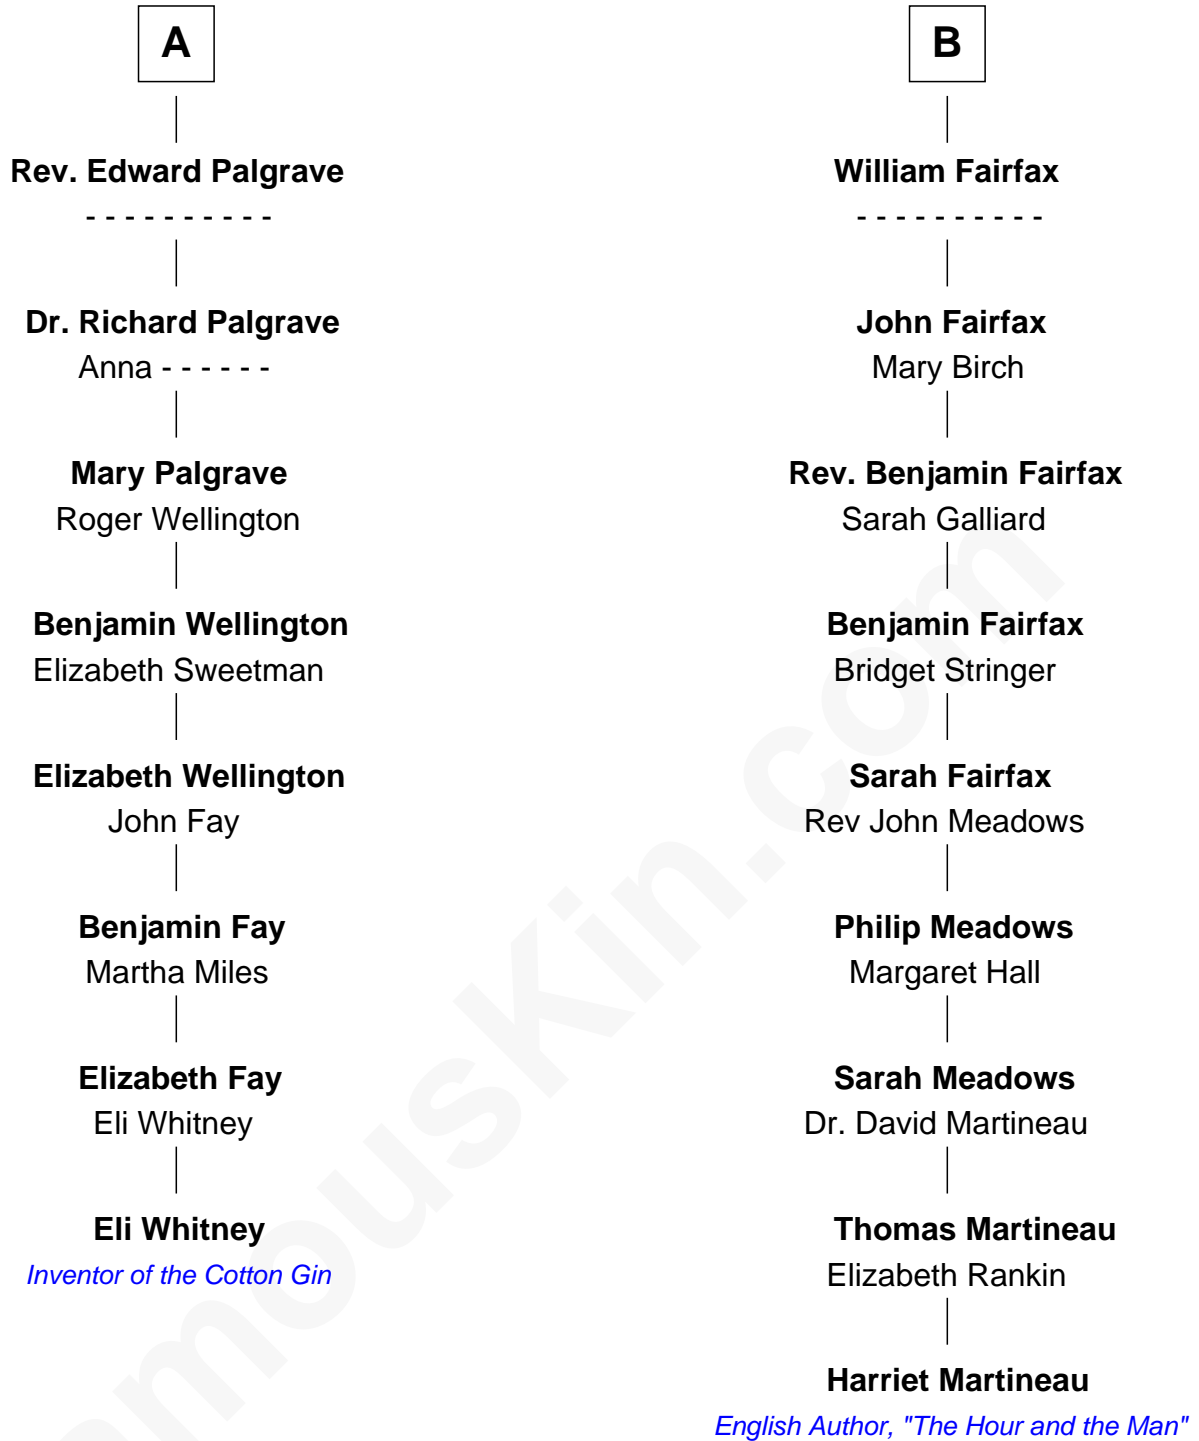 A
Rev. Edward Palgrave
- - - - - - - - - -
Dr. Richard Palgrave
Anna - - - - - -
Mary Palgrave
Roger Wellington
Benjamin Wellington
Elizabeth Sweetman
Elizabeth Wellington
John Fay
Benjamin Fay
Martha Miles
Elizabeth Fay
Eli Whitney
Eli Whitney
Inventor of the Cotton Gin
B
William Fairfax
- - - - - - - - - -
John Fairfax
Mary Birch
Rev. Benjamin Fairfax
Sarah Galliard
Benjamin Fairfax
Bridget Stringer
Sarah Fairfax
Rev John Meadows
Philip Meadows
Margaret Hall
Sarah Meadows
Dr. David Martineau
Thomas Martineau
Elizabeth Rankin
Harriet Martineau
English Author, "The Hour and the Man"
amouskin.com